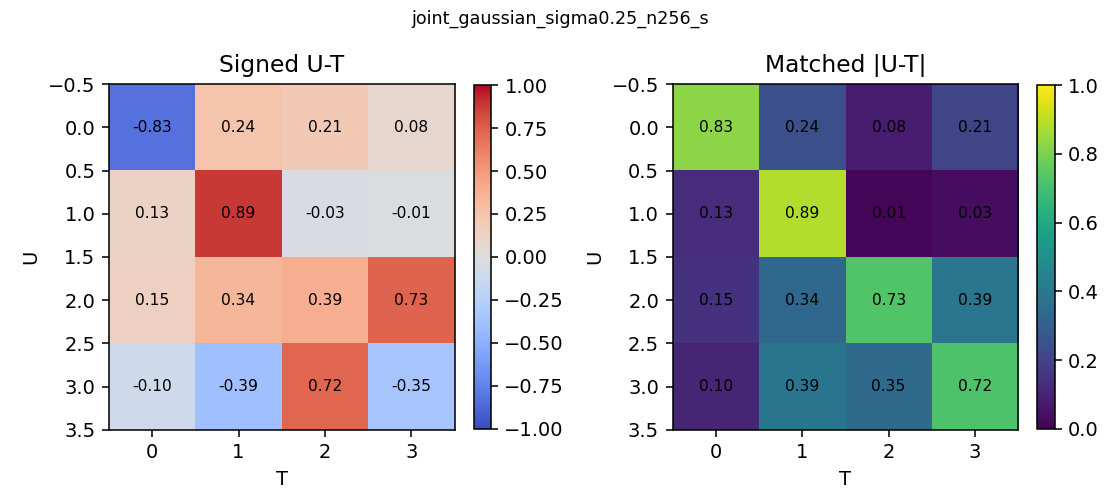 joint_gaussian_sigma0.25_n256_s
Signed U-T
Matched |U-T|
−0.5
0.0
0.5
1.0
1.5
2.0
2.5
3.0
3.5
U
-0.83 0.24 0.21 0.08
0.13 0.89 -0.03 -0.01
0.15 0.34 0.39 0.73
-0.10 -0.39 0.72 -0.35
0 1 2 3
T
1.00
0.75
0.50
0.25
0.00
−0.25
−0.50
−0.75
−1.00
−0.5
0.0
0.5
1.0
1.5
2.0
2.5
3.0
3.5
U
0.83 0.24 0.08 0.21
0.13 0.89 0.01 0.03
0.15 0.34 0.73 0.39
0.10 0.39 0.35 0.72
0 1 2 3
T
1.0
0.8
0.6
0.4
0.2
0.0